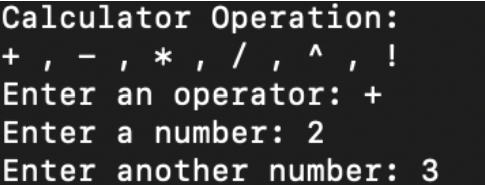 Calculator Operation:
+ , - , * , / , ^ , !
Enter an operator: +
Enter a number: 2
Enter another number: 3